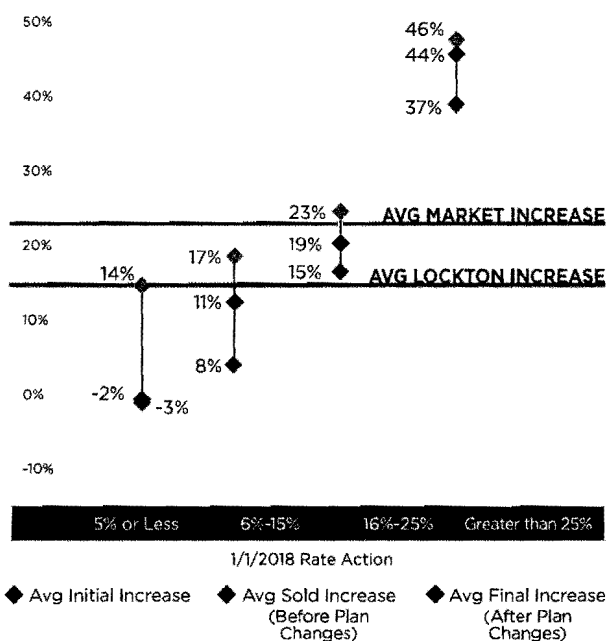 50%
46%
44%
40%
37%
30%
23%
AVG MARKET INCREASE
20%
19%
17%
15%
AVG LOCKTON INCREASE
14%
11%
10%
8%
0%
-2%
-3%
-10%
5% or Less 6%-15% 16%-25% Greater than 25%
1/1/2018 Rate Action
Avg Initial Increase Avg Sold Increase Avg Final Increase
(Before Plan (After Plan
Changes) Changes)